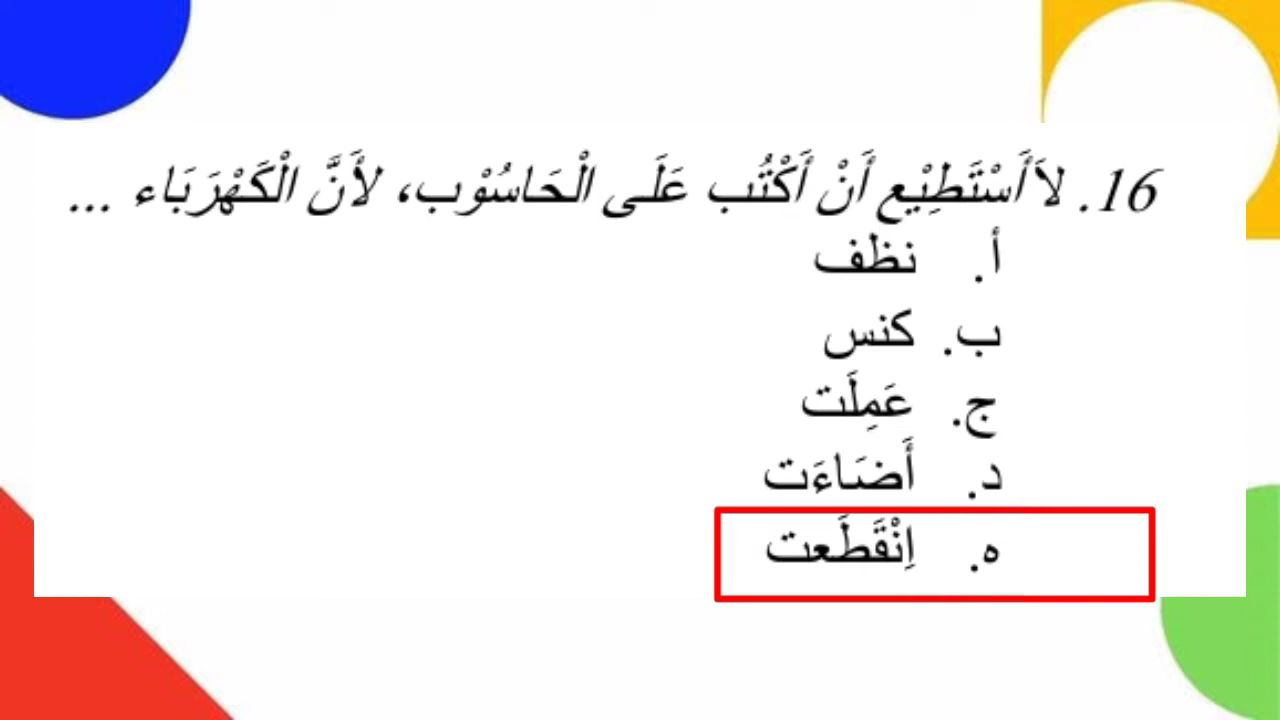 16. لاَأَسْتَطِيْع أَنْ أَكْتُب عَلَى الْحَاسُوْب، لأَنَّ الْكَهْرَبَاء ...
أ. نظف
ب. كنس
ج. عَمِلَت
د. أَضَاءَت
ه. اِنْقَطَعت